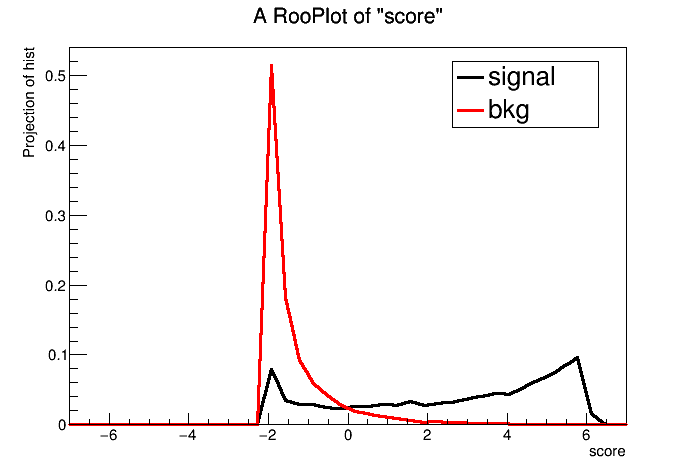 A RooPlot of "score"
Projection of hist
signal
bkg
0.5
0.4
0.3
0.2
0.1
0
−6 −4 −2 0 2 4 6
score